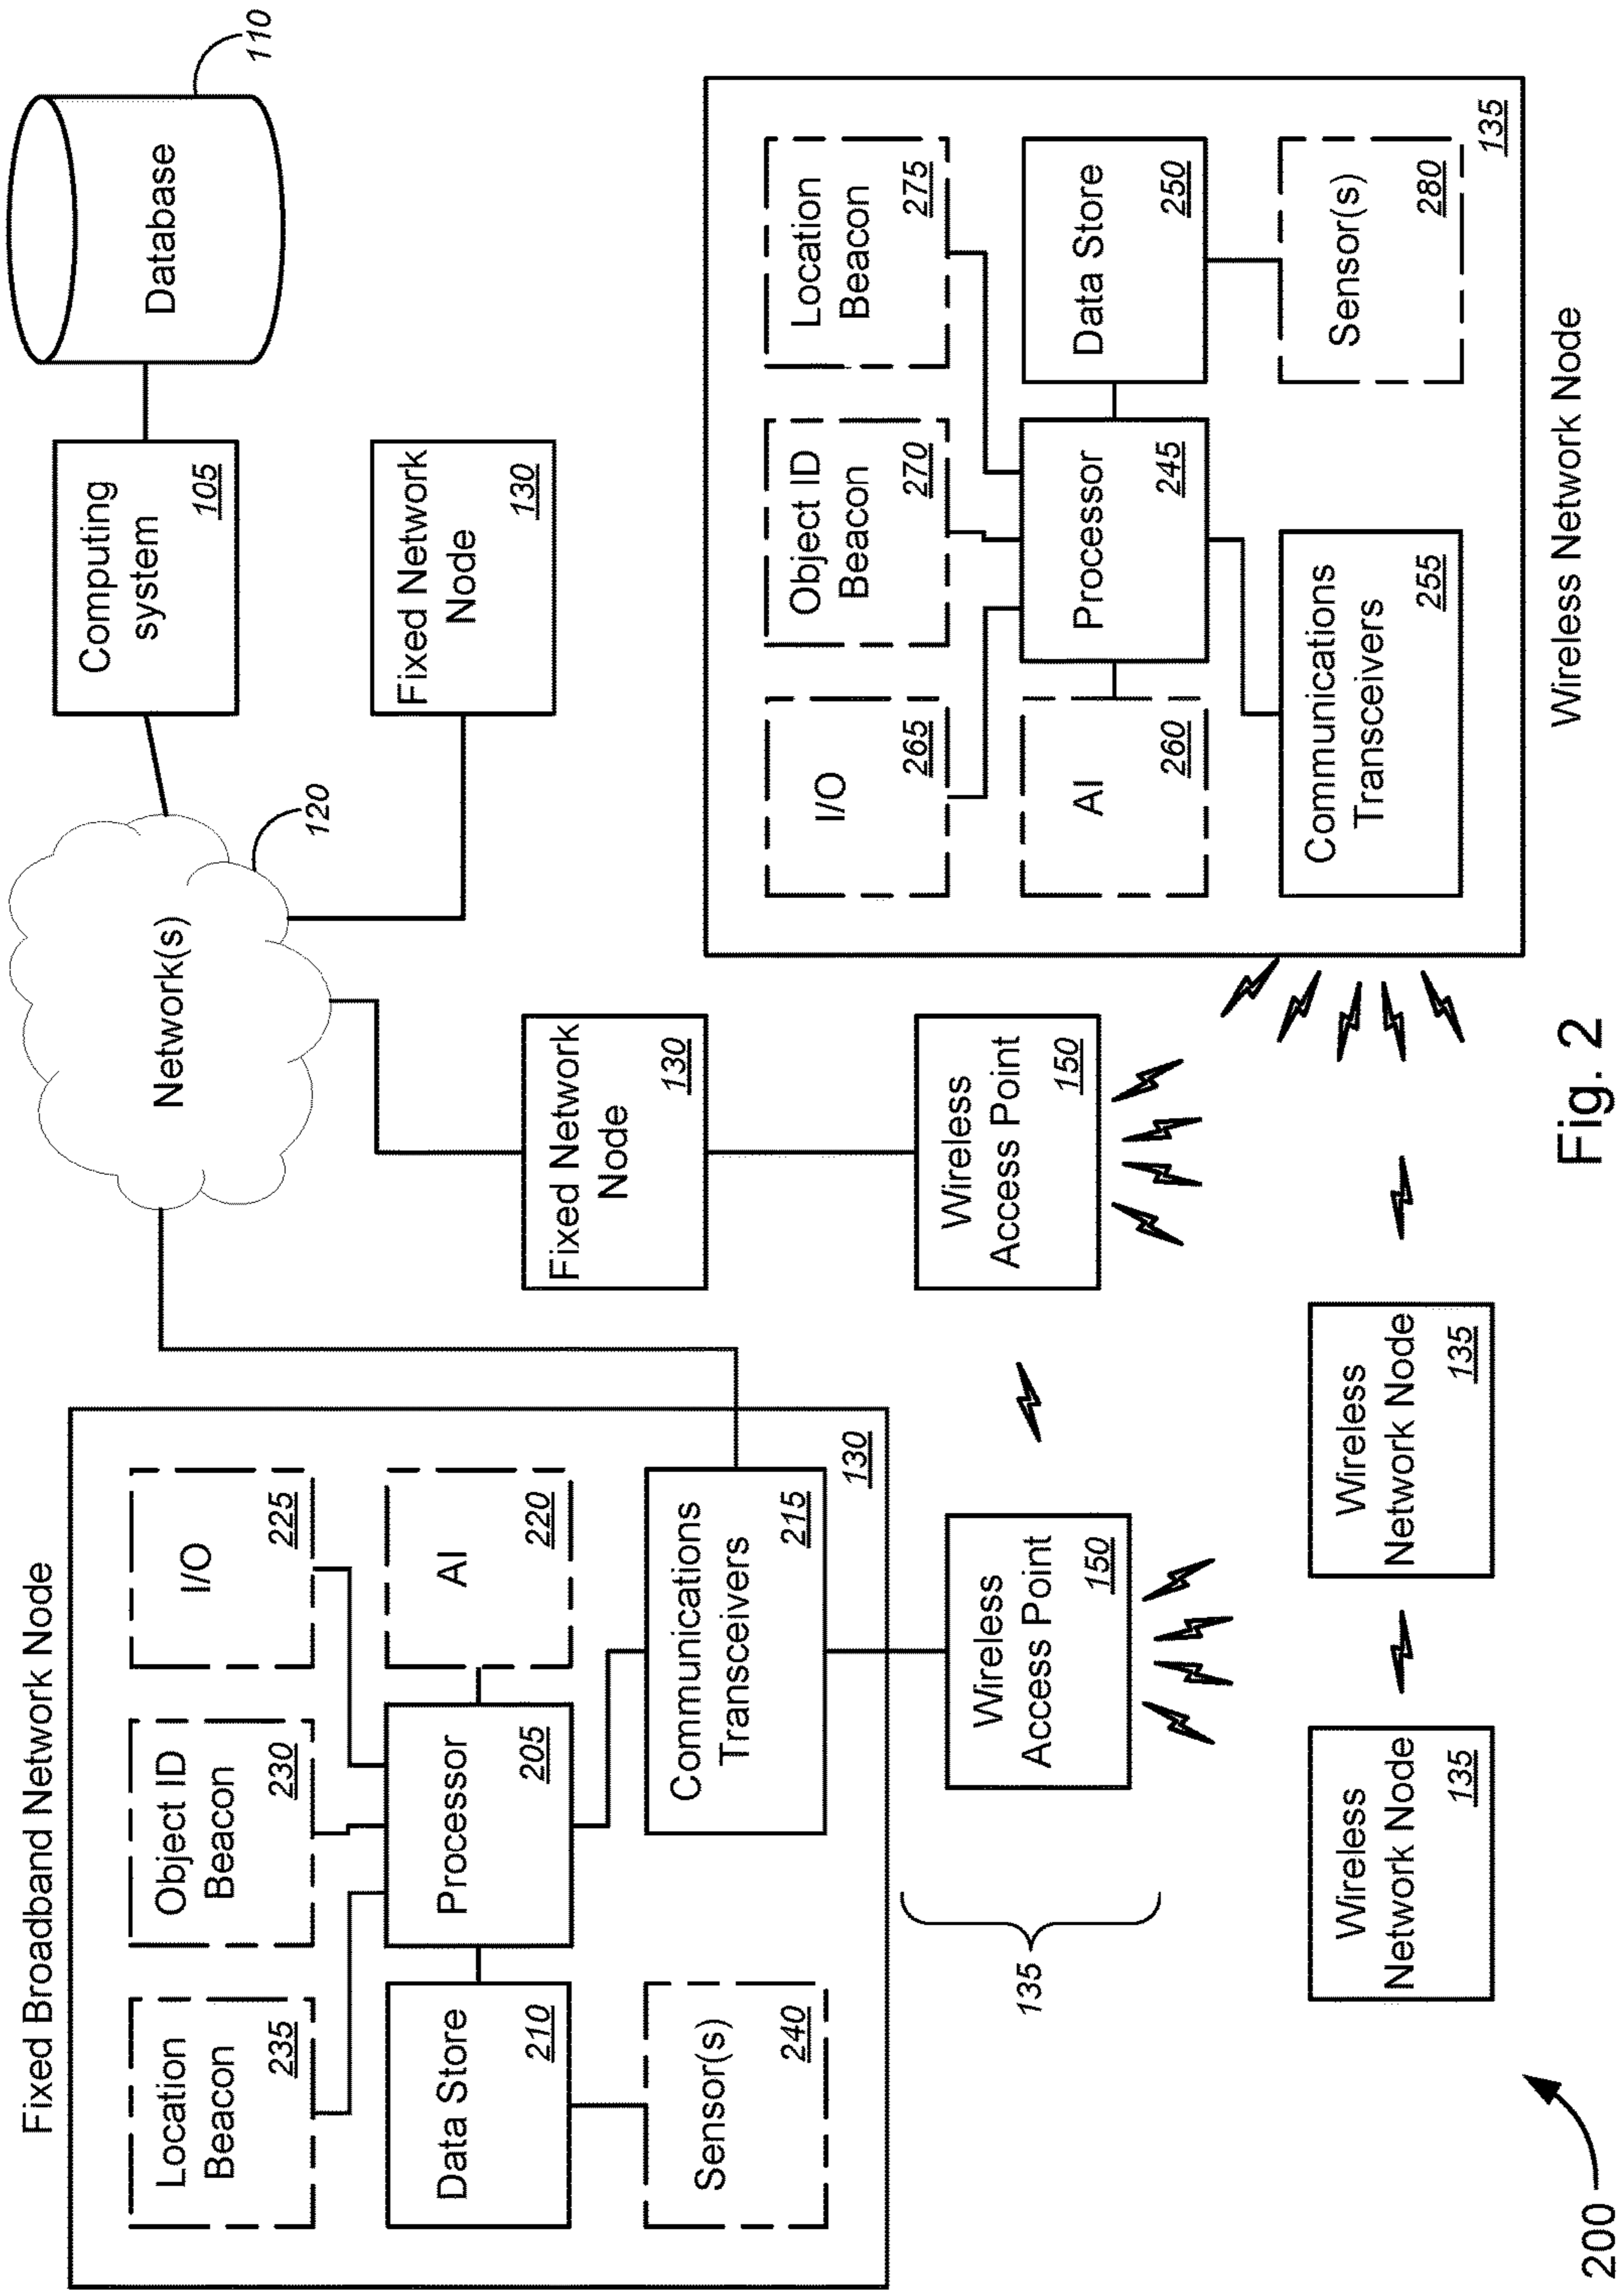 Fixed Broadband Network Node
Location
Beacon
235
Object ID
Beacon
230
I/O
225
Data Store
210
Processor
205
AI
220
Sensor(s)
240
Communications
Transceivers
215
130
Network(s)
120
Computing
system
105
Database
110
Fixed Network
Node
130
Fixed Network
Node
130
135
Wireless
Access Point
150
Wireless
Access Point
150
Wireless
Network Node
135
Wireless
Network Node
135
I/O
265
Object ID
Beacon
270
Location
Beacon
275
AI
260
Processor
245
Data Store
250
Communications
Transceivers
255
Sensor(s)
280
135
Wireless Network Node
200
Fig. 2